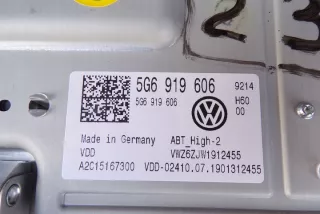 23
5G6 919 606 9214
5G6 919 606 H60
00
Made in Germany ABT_High-2
VDD VWZ6ZJW1912455
A2C15167300 VDD-02410.07.1901312455